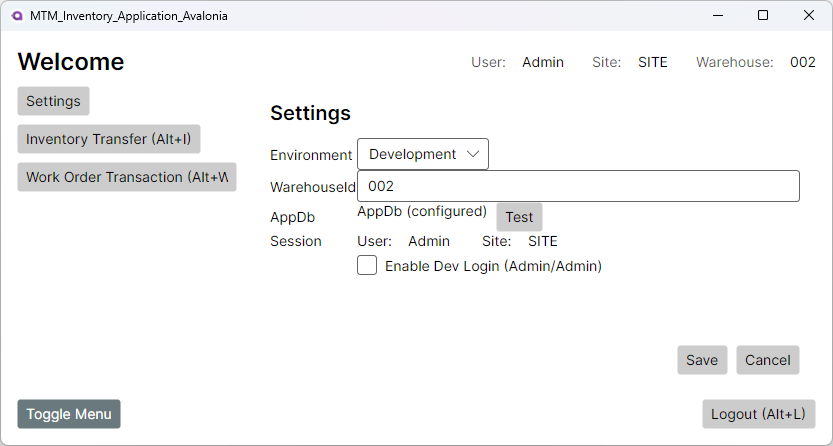 MTM_Inventory_Application_Avalonia
Welcome
User: Admin Site: SITE Warehouse: 002
Settings
Inventory Transfer (Alt+I)
Work Order Transaction (Alt+W
Settings
Environment Development
WarehouseId 002
AppDb AppDb (configured) Test
Session User: Admin Site: SITE
Enable Dev Login (Admin/Admin)
Save Cancel
Toggle Menu Logout (Alt+L)